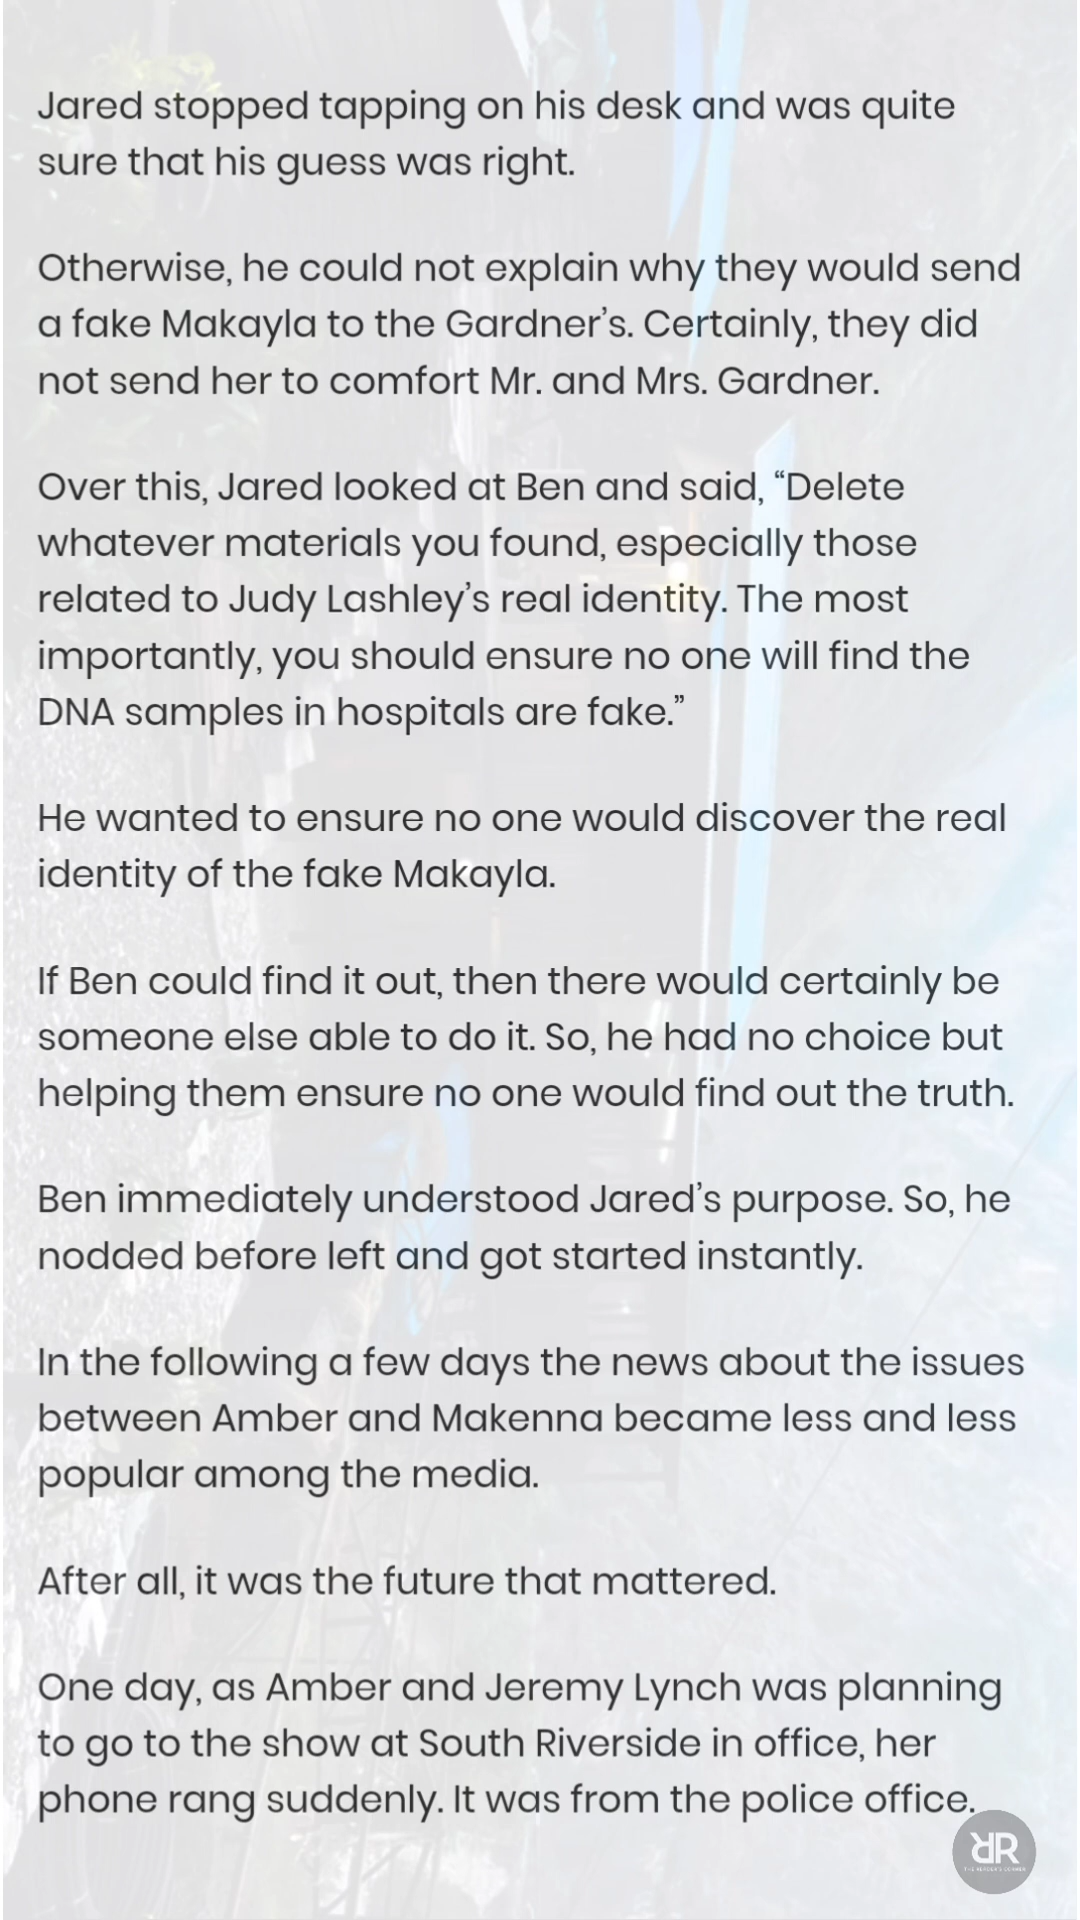 Jared stopped tapping on his desk and was quite
sure that his guess was right.
Otherwise, he could not explain why they would send
a fake Makayla to the Gardner’s. Certainly, they did
not send her to comfort Mr. and Mrs. Gardner.
Over this, Jared looked at Ben and said, “Delete
whatever materials you found, especially those
related to Judy Lashley’s real identity. The most
importantly, you should ensure no one will find the
DNA samples in hospitals are fake.”
He wanted to ensure no one would discover the real
identity of the fake Makayla.
If Ben could find it out, then there would certainly be
someone else able to do it. So, he had no choice but
helping them ensure no one would find out the truth.
Ben immediately understood Jared’s purpose. So, he
nodded before left and got started instantly.
In the following a few days the news about the issues
between Amber and Makenna became less and less
popular among the media.
After all, it was the future that mattered.
One day, as Amber and Jeremy Lynch was planning
to go to the show at South Riverside in office, her
phone rang suddenly. It was from the police office.
RR
THE READER'S CORNER